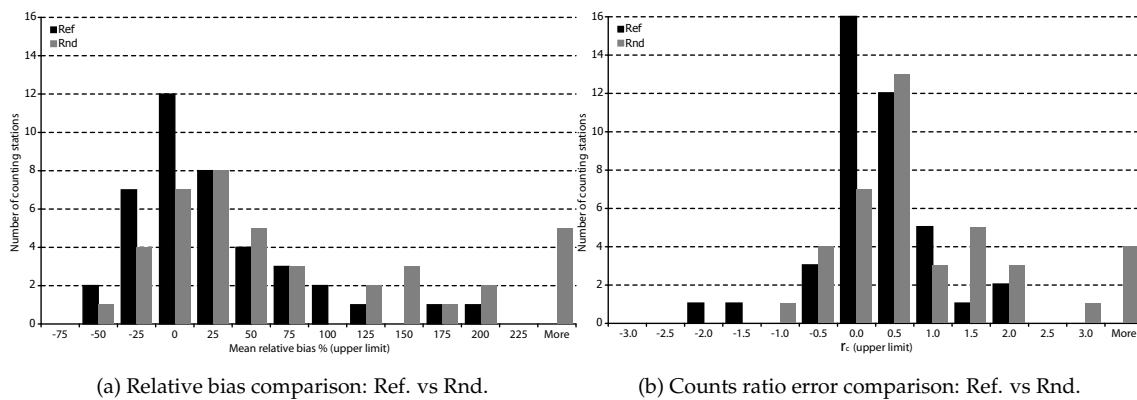 16
14
12
10
8
6
4
2
0
Ref
Rnd
Number of counting stations
-75 -50 -25 0 25 50 75 100 125 150 175 200 225 More
Mean relative bias % (upper limit)
(a) Relative bias comparison: Ref. vs Rnd.
16
14
12
10
8
6
4
2
0
Ref
Rnd
Number of counting stations
-3.0 -2.0 -1.5 -1.0 -0.5 0.0 0.5 1.0 1.5 2.0 2.5 3.0 More
rc (upper limit)
(b) Counts ratio error comparison: Ref. vs Rnd.